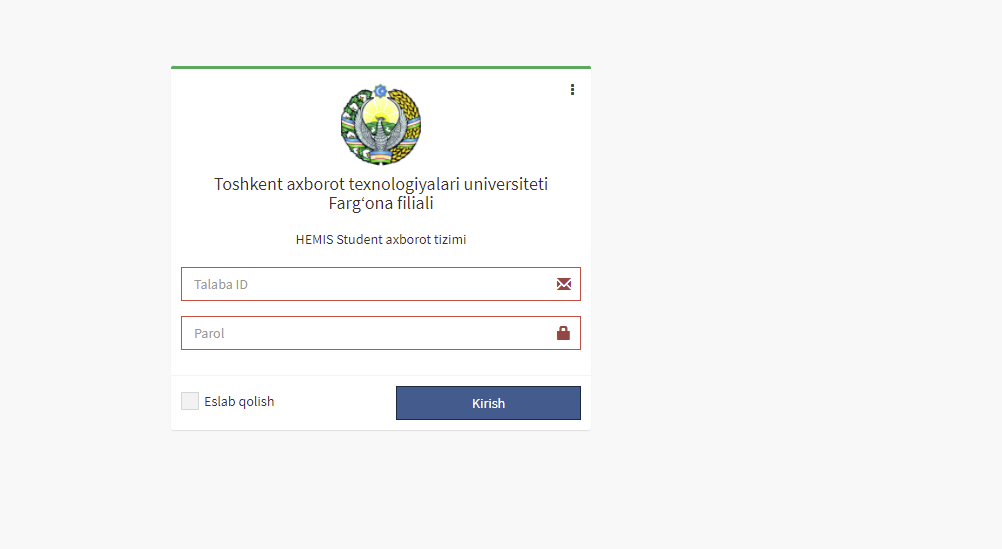 Toshkent axborot texnologiyalari universiteti
Farg‘ona filiali
HEMIS Student axborot tizimi
Talaba ID
Parol
Eslab qolish
Kirish